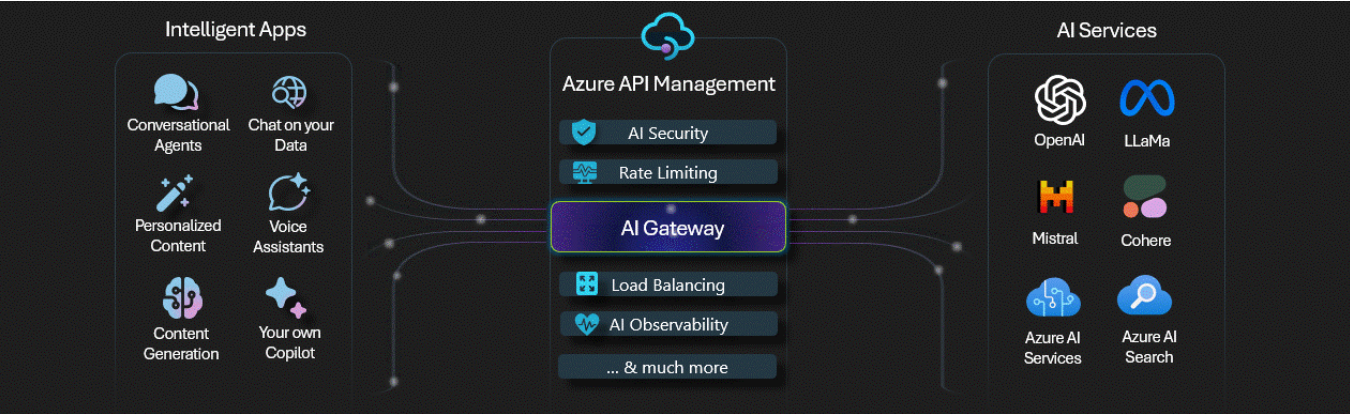 Intelligent Apps
Conversational
Agents
Chat on your
Data
Personalized
Content
Voice
Assistants
Content
Generation
Your own
Copilot
Azure API Management
AI Security
Rate Limiting
AI Gateway
Load Balancing
AI Observability
... & much more
AI Services
OpenAI
LLaMa
Mistral
Cohere
Azure AI
Services
Azure AI
Search